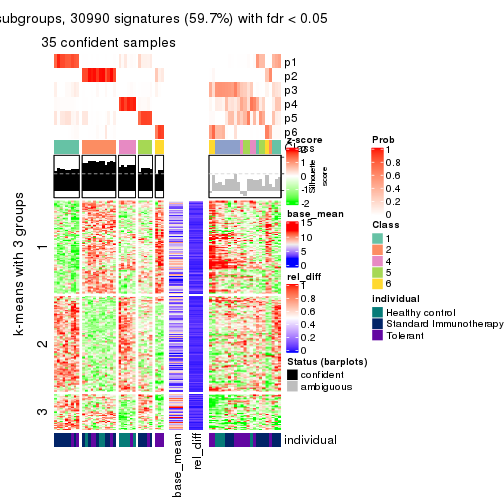 subgroups, 30990 signatures (59.7%) with fdr < 0.05
35 confident samples
p1
p2
p3
p4
p5
p6
Class
Silhouette
score
1
2
3
k-means with 3 groups
base_mean
rel_diff
individual
z-score
1
0
-1
-2
base_mean
15
10
5
0
rel_diff
1
0.8
0.6
0.4
0.2
0
Status (barplots)
confident
ambiguous
Prob
1
0.8
0.6
0.4
0.2
0
Class
1
2
4
5
6
individual
Healthy control
Standard Immunotherapy
Tolerant